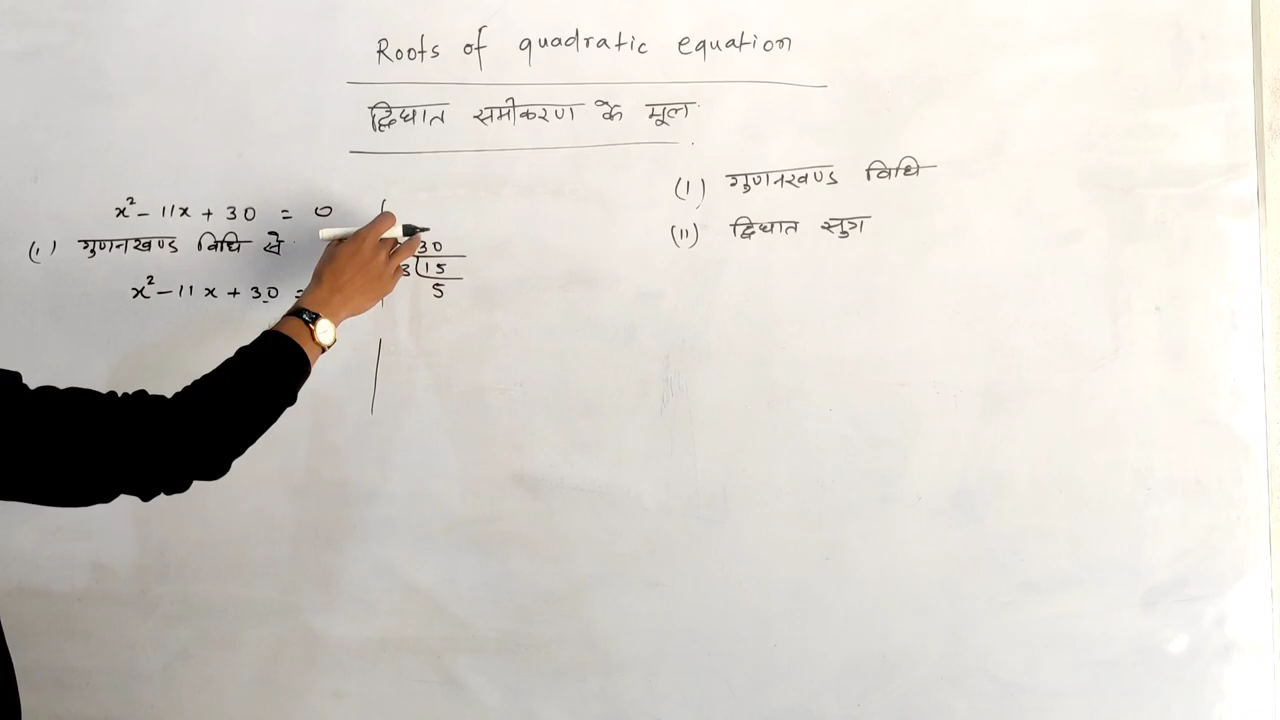 Roots of quadratic equation
द्विघात समीकरण के मूल
(I) गुणनखण्ड विधि
(II) द्विघात सुत्र
x² - 11x + 30 = 0
(i) गुणनखण्ड विधि से
x² - 11x + 30 =
30
3 15
5